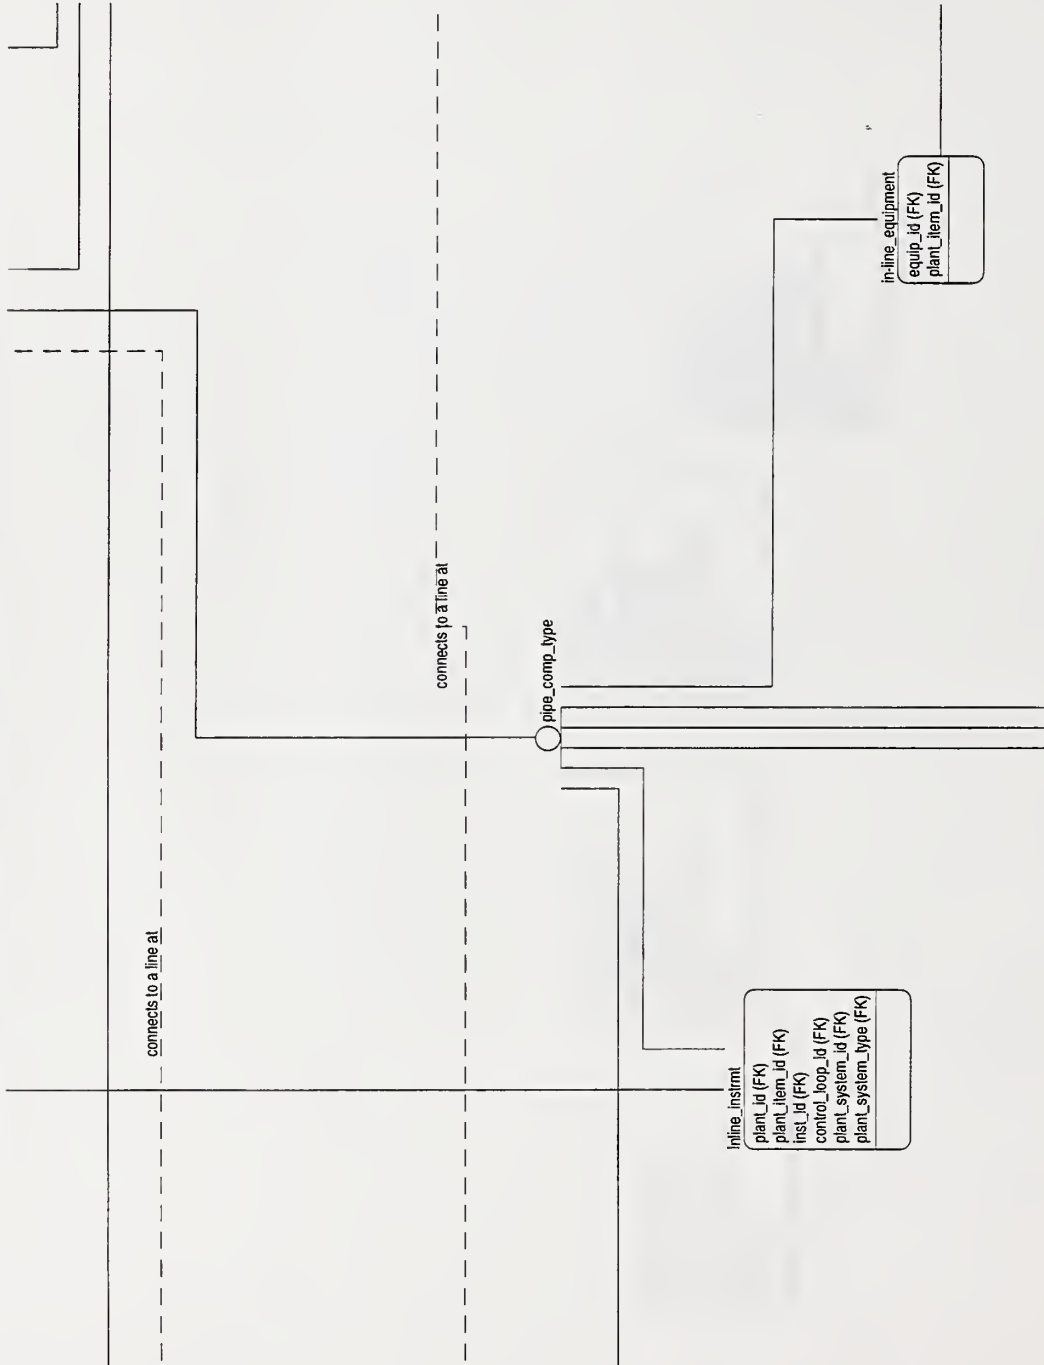 connects to a line at
connects to a line at
pipe_comp_type
in-line_equipment
equip_id (FK)
plant_item_id (FK)
Inline_instrmt
plant_id (FK)
plant_item_id (FK)
inst_id (FK)
control_loop_id (FK)
plant_system_id (FK)
plant_system_type (FK)